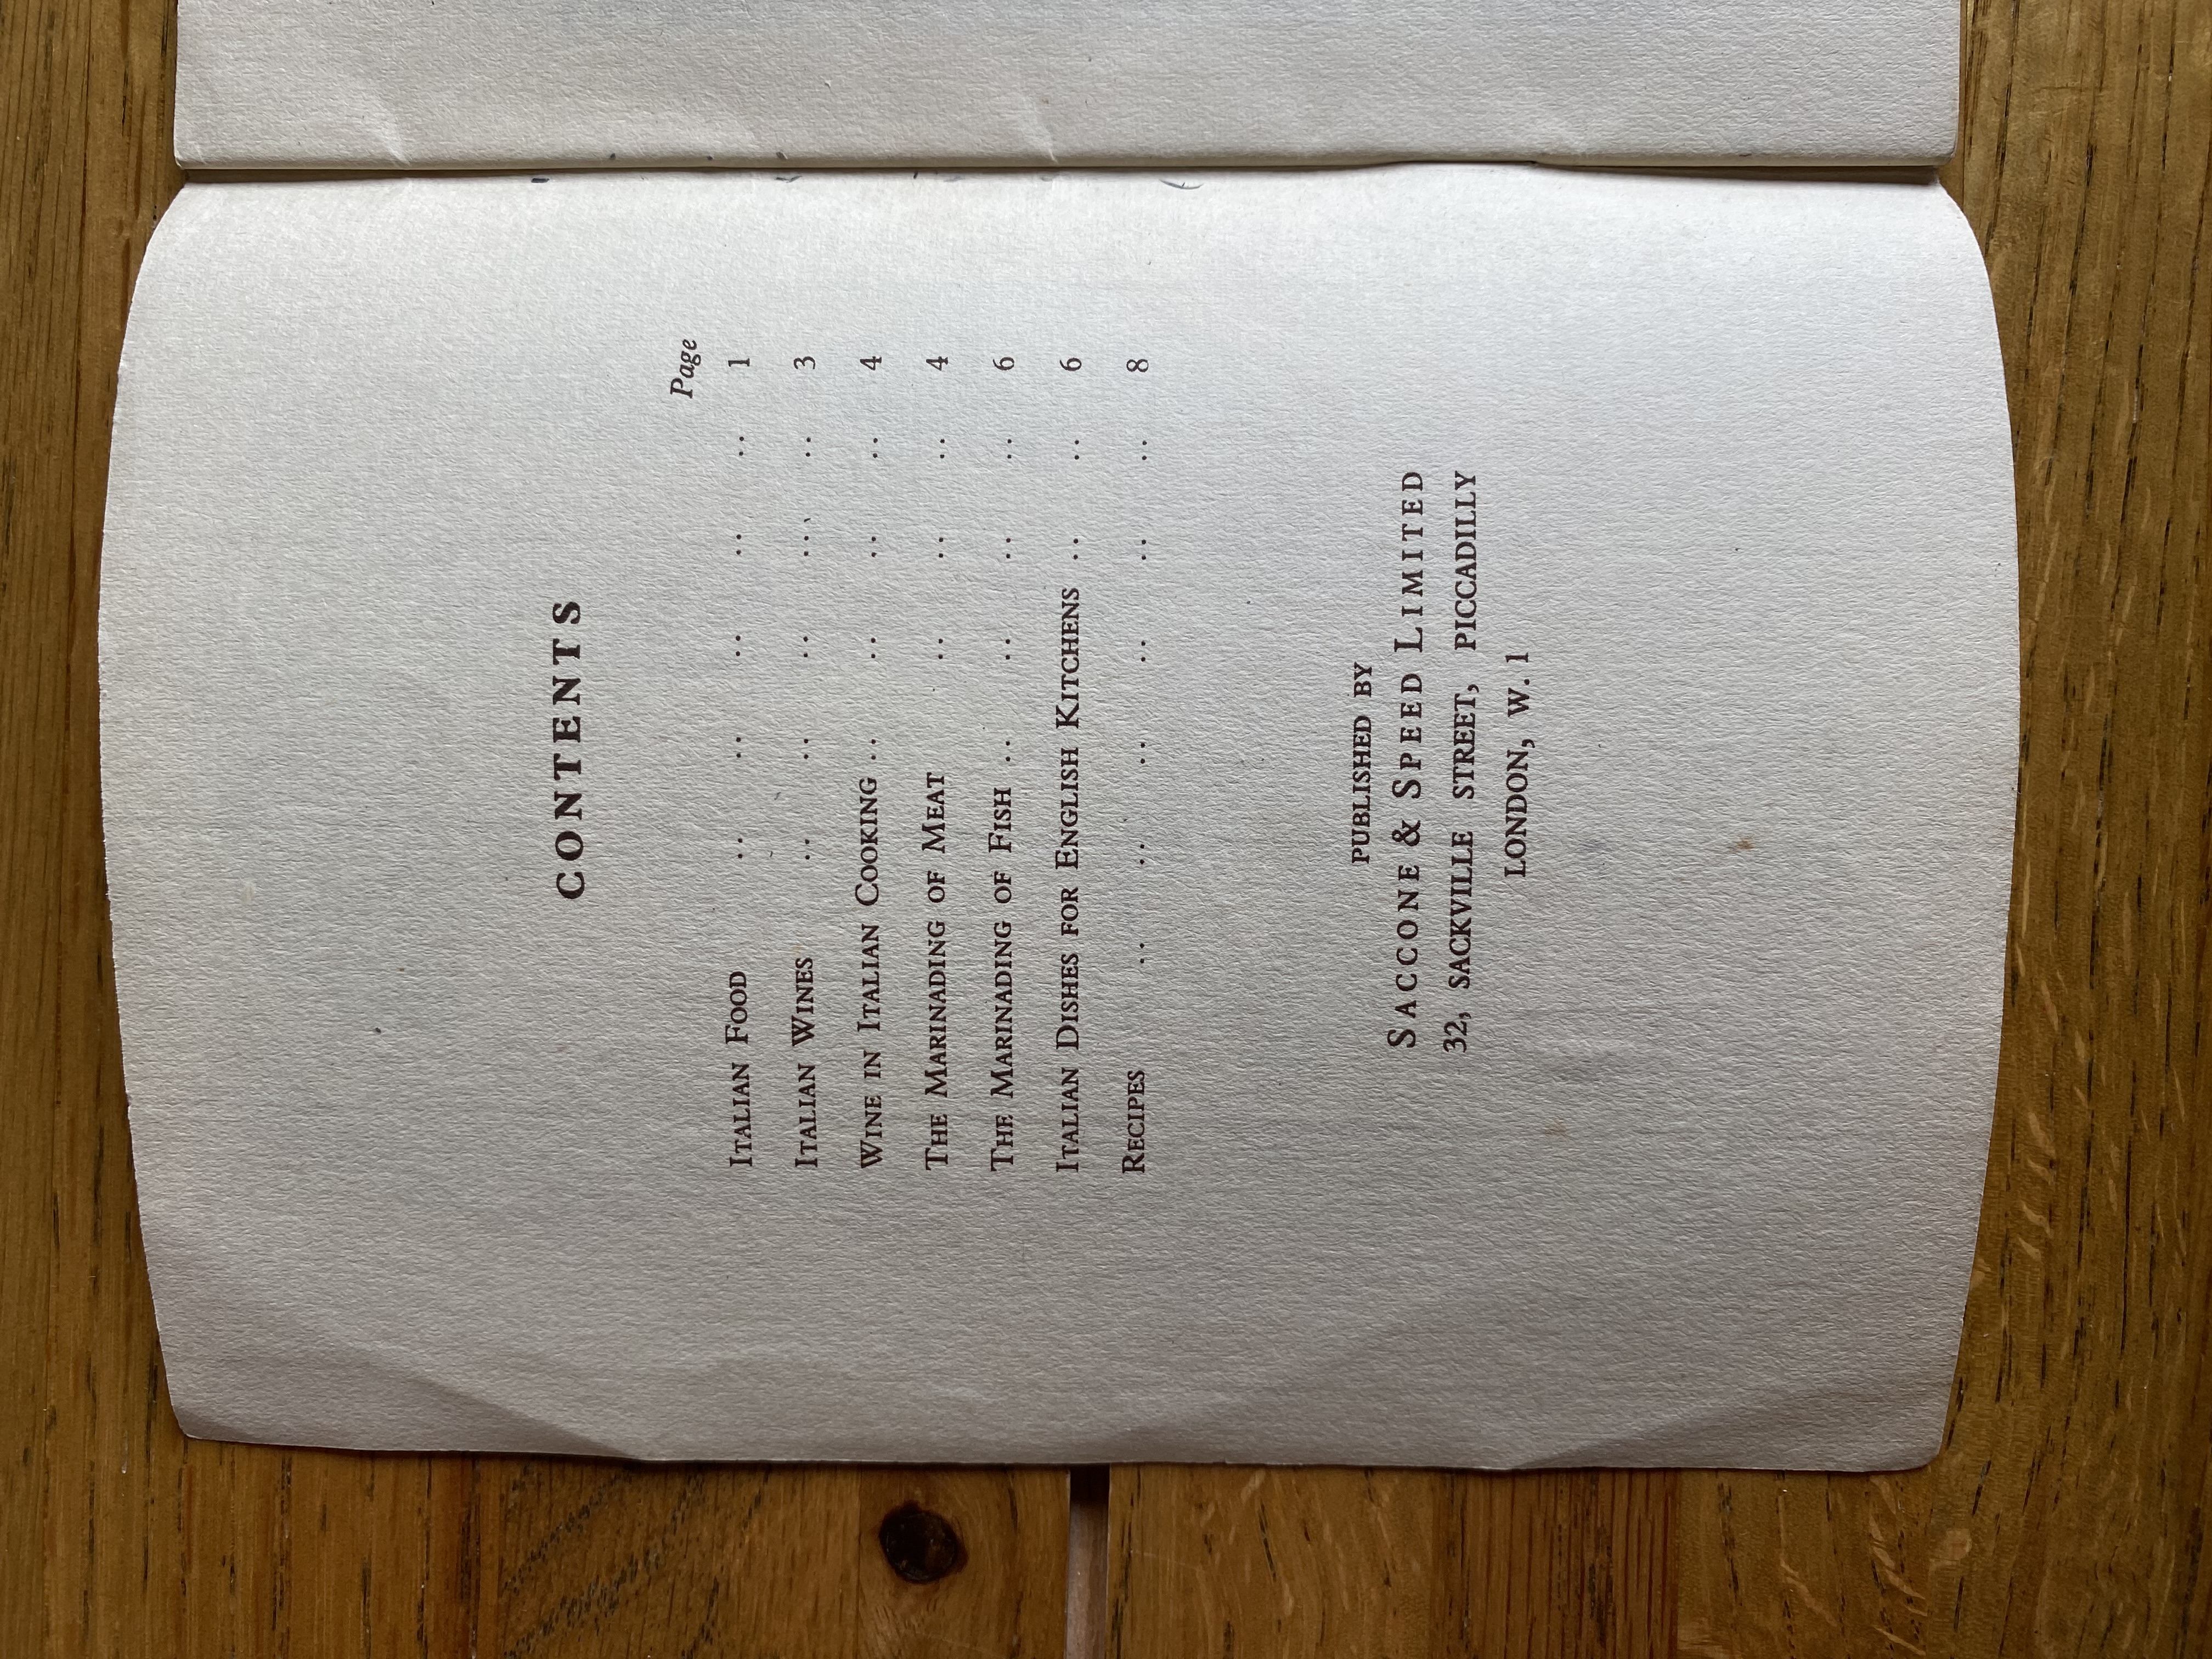 CONTENTS
Page
ITALIAN FOOD .. .. .. .. .. 1
ITALIAN WINES .. .. .. ... .. 3
WINE IN ITALIAN COOKING .. .. .. .. 4
THE MARINADING OF MEAT .. .. .. 4
THE MARINADING OF FISH .. .. .. .. 6
ITALIAN DISHES FOR ENGLISH KITCHENS .. .. 6
RECIPES .. .. .. .. .. .. 8
PUBLISHED BY
SACCONE & SPEED LIMITED
32, SACKVILLE STREET, PICCADILLY
LONDON, W. 1